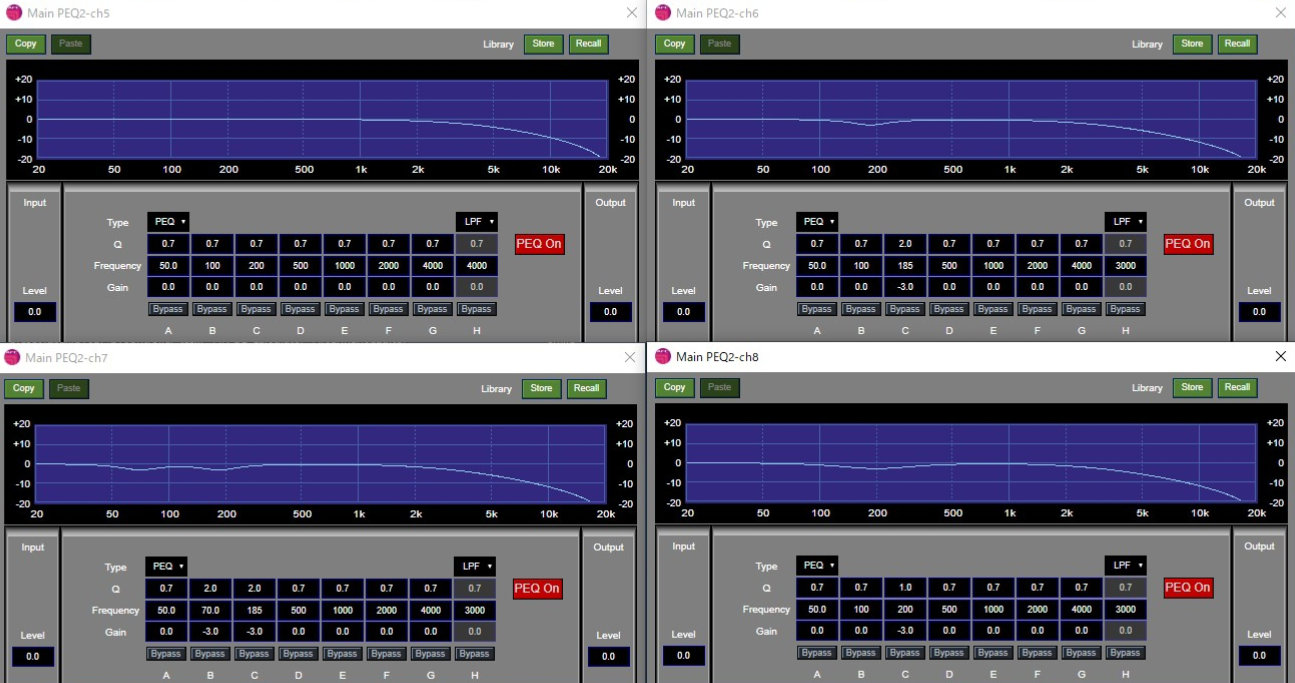 Main PEQ2-ch5
Copy Paste Library Store Recall
+20 +20
+10 +10
0 0
-10 -10
-20 -20
20 50 100 200 500 1k 2k 5k 10k 20k
Input Output
Type PEQ LPF
Q 0.7 0.7 0.7 0.7 0.7 0.7 0.7 0.7 PEQ On
Frequency 50.0 100 200 500 1000 2000 4000 4000
Gain 0.0 0.0 0.0 0.0 0.0 0.0 0.0 0.0
Level Level
0.0 Bypass Bypass Bypass Bypass Bypass Bypass Bypass Bypass 0.0
A B C D E F G H
Main PEQ2-ch6
Copy Paste Library Store Recall
+20 +20
+10 +10
0 0
-10 -10
-20 -20
20 50 100 200 500 1k 2k 5k 10k 20k
Input Output
Type PEQ LPF
Q 0.7 0.7 2.0 0.7 0.7 0.7 0.7 0.7 PEQ On
Frequency 50.0 100 185 500 1000 2000 4000 3000
Gain 0.0 0.0 -3.0 0.0 0.0 0.0 0.0 0.0
Level Level
0.0 Bypass Bypass Bypass Bypass Bypass Bypass Bypass Bypass 0.0
A B C D E F G H
Main PEQ2-ch7
Copy Paste Library Store Recall
+20 +20
+10 +10
0 0
-10 -10
-20 -20
20 50 100 200 500 1k 2k 5k 10k 20k
Input Output
Type PEQ LPF
Q 0.7 2.0 2.0 0.7 0.7 0.7 0.7 0.7 PEQ On
Frequency 50.0 70.0 185 500 1000 2000 4000 3000
Gain 0.0 -3.0 -3.0 0.0 0.0 0.0 0.0 0.0
Level Level
0.0 Bypass Bypass Bypass Bypass Bypass Bypass Bypass Bypass 0.0
A B C D E F G H
Main PEQ2-ch8
Copy Paste Library Store Recall
+20 +20
+10 +10
0 0
-10 -10
-20 -20
20 50 100 200 500 1k 2k 5k 10k 20k
Input Output
Type PEQ LPF
Q 0.7 0.7 1.0 0.7 0.7 0.7 0.7 0.7 PEQ On
Frequency 50.0 100 200 500 1000 2000 4000 3000
Gain 0.0 0.0 -3.0 0.0 0.0 0.0 0.0 0.0
Level Level
0.0 Bypass Bypass Bypass Bypass Bypass Bypass Bypass Bypass 0.0
A B C D E F G H